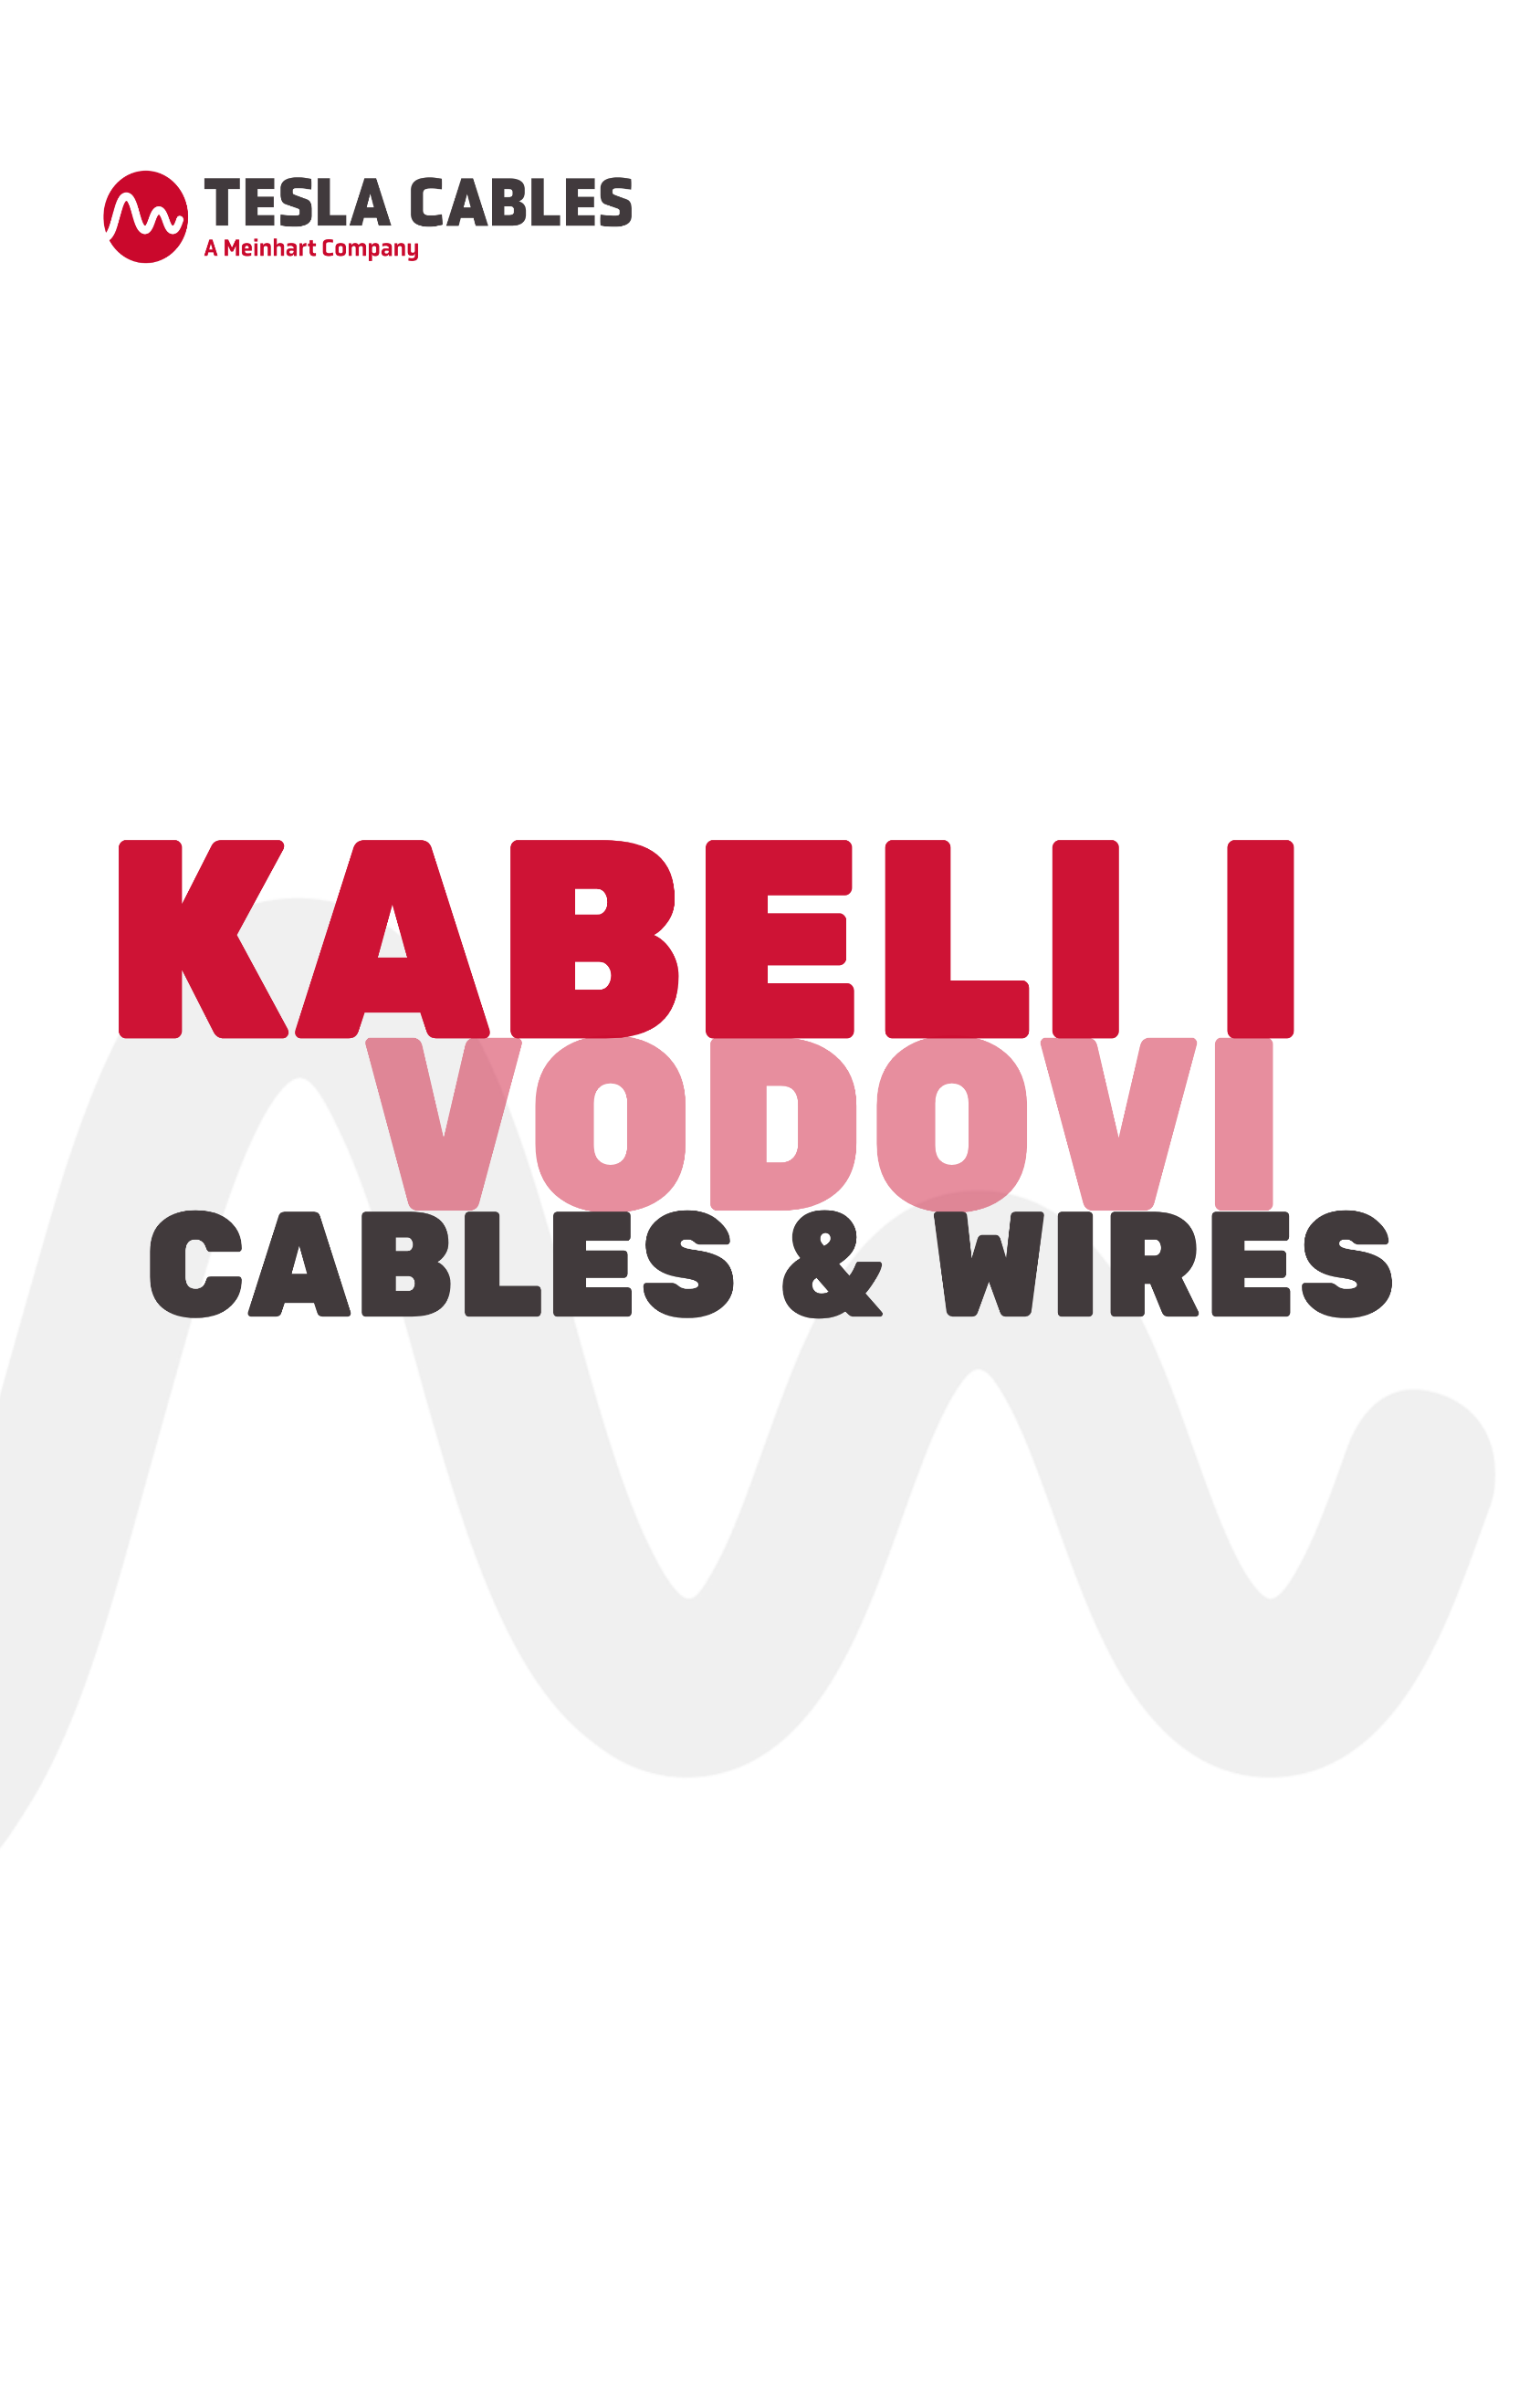 TESLA CABLES
A Meinhart Company
KABELI I
VODOVI
CABLES & WIRES